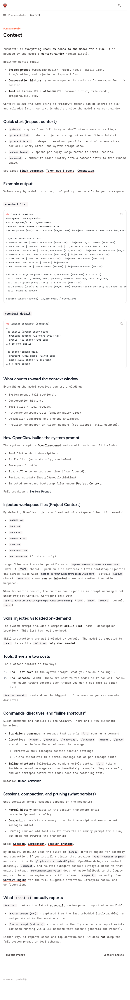 Fundamentals › Context
Fundamentals
Context
“Context” is everything OpenClaw sends to the model for a run. It is
bounded by the model’s context window (token limit).
Beginner mental model:
• System prompt (OpenClaw-built): rules, tools, skills list,
time/runtime, and injected workspace files.
• Conversation history: your messages + the assistant’s messages for this
session.
• Tool calls/results + attachments: command output, file reads,
images/audio, etc.
Context is not the same thing as “memory”: memory can be stored on disk
and reloaded later; context is what’s inside the model’s current window.
Quick start (inspect context)
• /status → quick “how full is my window?” view + session settings.
• /context list → what’s injected + rough sizes (per file + totals).
• /context detail → deeper breakdown: per-file, per-tool schema sizes,
per-skill entry sizes, and system prompt size.
• /usage tokens → append per-reply usage footer to normal replies.
• /compact → summarize older history into a compact entry to free window
space.
See also: Slash commands, Token use & costs, Compaction.
Example output
Values vary by model, provider, tool policy, and what’s in your workspace.
/context list
🧠 Context breakdown
Workspace: <workspaceDir>
Bootstrap max/file: 20,000 chars
Sandbox: mode=non-main sandboxed=false
System prompt (run): 38,412 chars (~9,603 tok) (Project Context 23,901 chars (~5,976 t
Injected workspace files:
- AGENTS.md: OK | raw 1,742 chars (~436 tok) | injected 1,742 chars (~436 tok)
- SOUL.md: OK | raw 912 chars (~228 tok) | injected 912 chars (~228 tok)
- TOOLS.md: TRUNCATED | raw 54,210 chars (~13,553 tok) | injected 20,962 chars (~5,241
- IDENTITY.md: OK | raw 211 chars (~53 tok) | injected 211 chars (~53 tok)
- USER.md: OK | raw 388 chars (~97 tok) | injected 388 chars (~97 tok)
- HEARTBEAT.md: MISSING | raw 0 | injected 0
- BOOTSTRAP.md: OK | raw 0 chars (~0 tok) | injected 0 chars (~0 tok)
Skills list (system prompt text): 2,184 chars (~546 tok) (12 skills)
Tools: read, edit, write, exec, process, browser, message, sessions_send, …
Tool list (system prompt text): 1,032 chars (~258 tok)
Tool schemas (JSON): 31,988 chars (~7,997 tok) (counts toward context; not shown as te
Tools: (same as above)
Session tokens (cached): 14,250 total / ctx=32,000
/context detail
🧠 Context breakdown (detailed)
…
Top skills (prompt entry size):
- frontend-design: 412 chars (~103 tok)
- oracle: 401 chars (~101 tok)
… (+10 more skills)
Top tools (schema size):
- browser: 9,812 chars (~2,453 tok)
- exec: 6,240 chars (~1,560 tok)
… (+N more tools)
What counts toward the context window
Everything the model receives counts, including:
• System prompt (all sections).
• Conversation history.
• Tool calls + tool results.
• Attachments/transcripts (images/audio/files).
• Compaction summaries and pruning artifacts.
• Provider “wrappers” or hidden headers (not visible, still counted).
How OpenClaw builds the system prompt
The system prompt is OpenClaw-owned and rebuilt each run. It includes:
• Tool list + short descriptions.
• Skills list (metadata only; see below).
• Workspace location.
• Time (UTC + converted user time if configured).
• Runtime metadata (host/OS/model/thinking).
• Injected workspace bootstrap files under Project Context.
Full breakdown: System Prompt.
Injected workspace files (Project Context)
By default, OpenClaw injects a fixed set of workspace files (if present):
• AGENTS.md
• SOUL.md
• TOOLS.md
• IDENTITY.md
• USER.md
• HEARTBEAT.md
• BOOTSTRAP.md (first-run only)
Large files are truncated per-file using agents.defaults.bootstrapMaxChars
(default 20000 chars). OpenClaw also enforces a total bootstrap injection
cap across files with agents.defaults.bootstrapTotalMaxChars (default 150000
chars). /context shows raw vs injected sizes and whether truncation
happened.
When truncation occurs, the runtime can inject an in-prompt warning block
under Project Context. Configure this with
agents.defaults.bootstrapPromptTruncationWarning ( off , once , always ; default
once ).
Skills: injected vs loaded on-demand
The system prompt includes a compact skills list (name + description +
location). This list has real overhead.
Skill instructions are not included by default. The model is expected to
read the skill’s SKILL.md only when needed.
Tools: there are two costs
Tools affect context in two ways:
1. Tool list text in the system prompt (what you see as “Tooling”).
2. Tool schemas (JSON). These are sent to the model so it can call tools.
They count toward context even though you don’t see them as plain
text.
/context detail breaks down the biggest tool schemas so you can see what
dominates.
Commands, directives, and “inline shortcuts”
Slash commands are handled by the Gateway. There are a few different
behaviors:
• Standalone commands: a message that is only /... runs as a command.
• Directives: /think , /verbose , /reasoning , /elevated , /model , /queue
are stripped before the model sees the message.
• Directive-only messages persist session settings.
• Inline directives in a normal message act as per-message hints.
• Inline shortcuts (allowlisted senders only): certain /... tokens
inside a normal message can run immediately (example: “hey /status”),
and are stripped before the model sees the remaining text.
Details: Slash commands.
Sessions, compaction, and pruning (what persists)
What persists across messages depends on the mechanism:
• Normal history persists in the session transcript until
compacted/pruned by policy.
• Compaction persists a summary into the transcript and keeps recent
messages intact.
• Pruning removes old tool results from the in-memory prompt for a run,
but does not rewrite the transcript.
Docs: Session, Compaction, Session pruning.
By default, OpenClaw uses the built-in legacy context engine for assembly
and compaction. If you install a plugin that provides kind: "context-engine"
and select it with plugins.slots.contextEngine , OpenClaw delegates context
assembly, /compact , and related subagent context lifecycle hooks to that
engine instead. ownsCompaction: false does not auto-fallback to the legacy
engine; the active engine must still implement compact() correctly. See
Context Engine for the full pluggable interface, lifecycle hooks, and
configuration.
What /context actually reports
/context prefers the latest run-built system prompt report when available:
• System prompt (run) = captured from the last embedded (tool-capable) run
and persisted in the session store.
• System prompt (estimate) = computed on the fly when no run report exists
(or when running via a CLI backend that doesn’t generate the report).
Either way, it reports sizes and top contributors; it does not dump the
full system prompt or tool schemas.
‹ System Prompt
Context Engine ›
Powered by mintlify